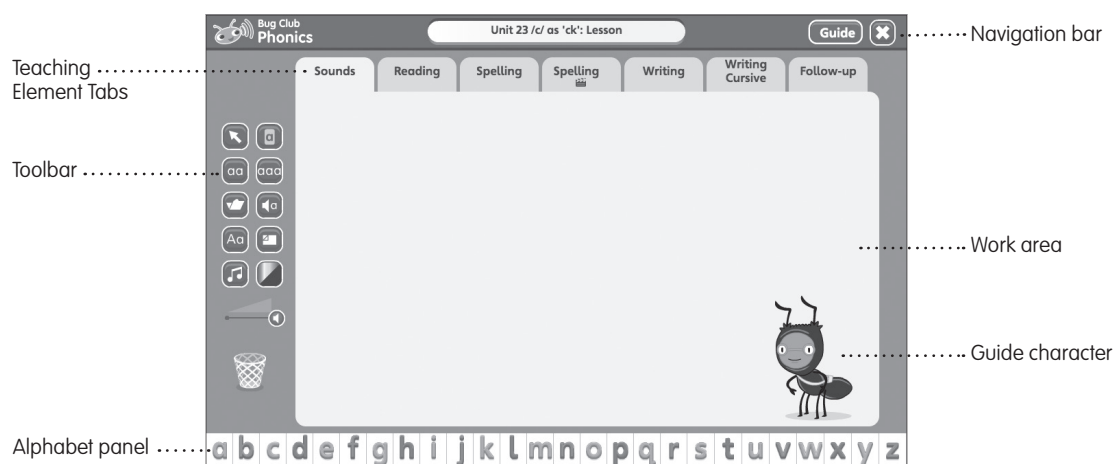 Bug Club
Phonics
Unit 23 /c/ as 'ck': Lesson
Guide
Navigation bar
Teaching
Element Tabs
Sounds
Reading
Spelling
Spelling
Writing
Writing
Cursive
Follow-up
a
Toolbar
aa
aaa
a
Aa
Work area
Guide character
Alphabet panel
a b c d e f g h i j k l m n o p q r s t u v w x y z